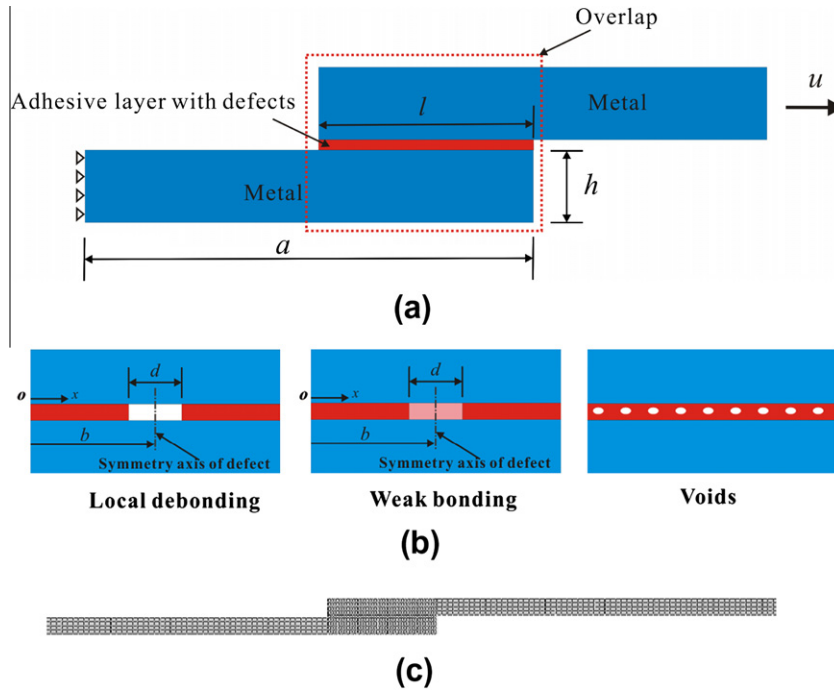 Overlap
Adhesive layer with defects
l
Metal
u
Metal
h
a
(a)
d
o
x
b
Symmetry axis of defect
Local debonding
d
o
x
b
Symmetry axis of defect
Weak bonding
Voids
(b)
(c)